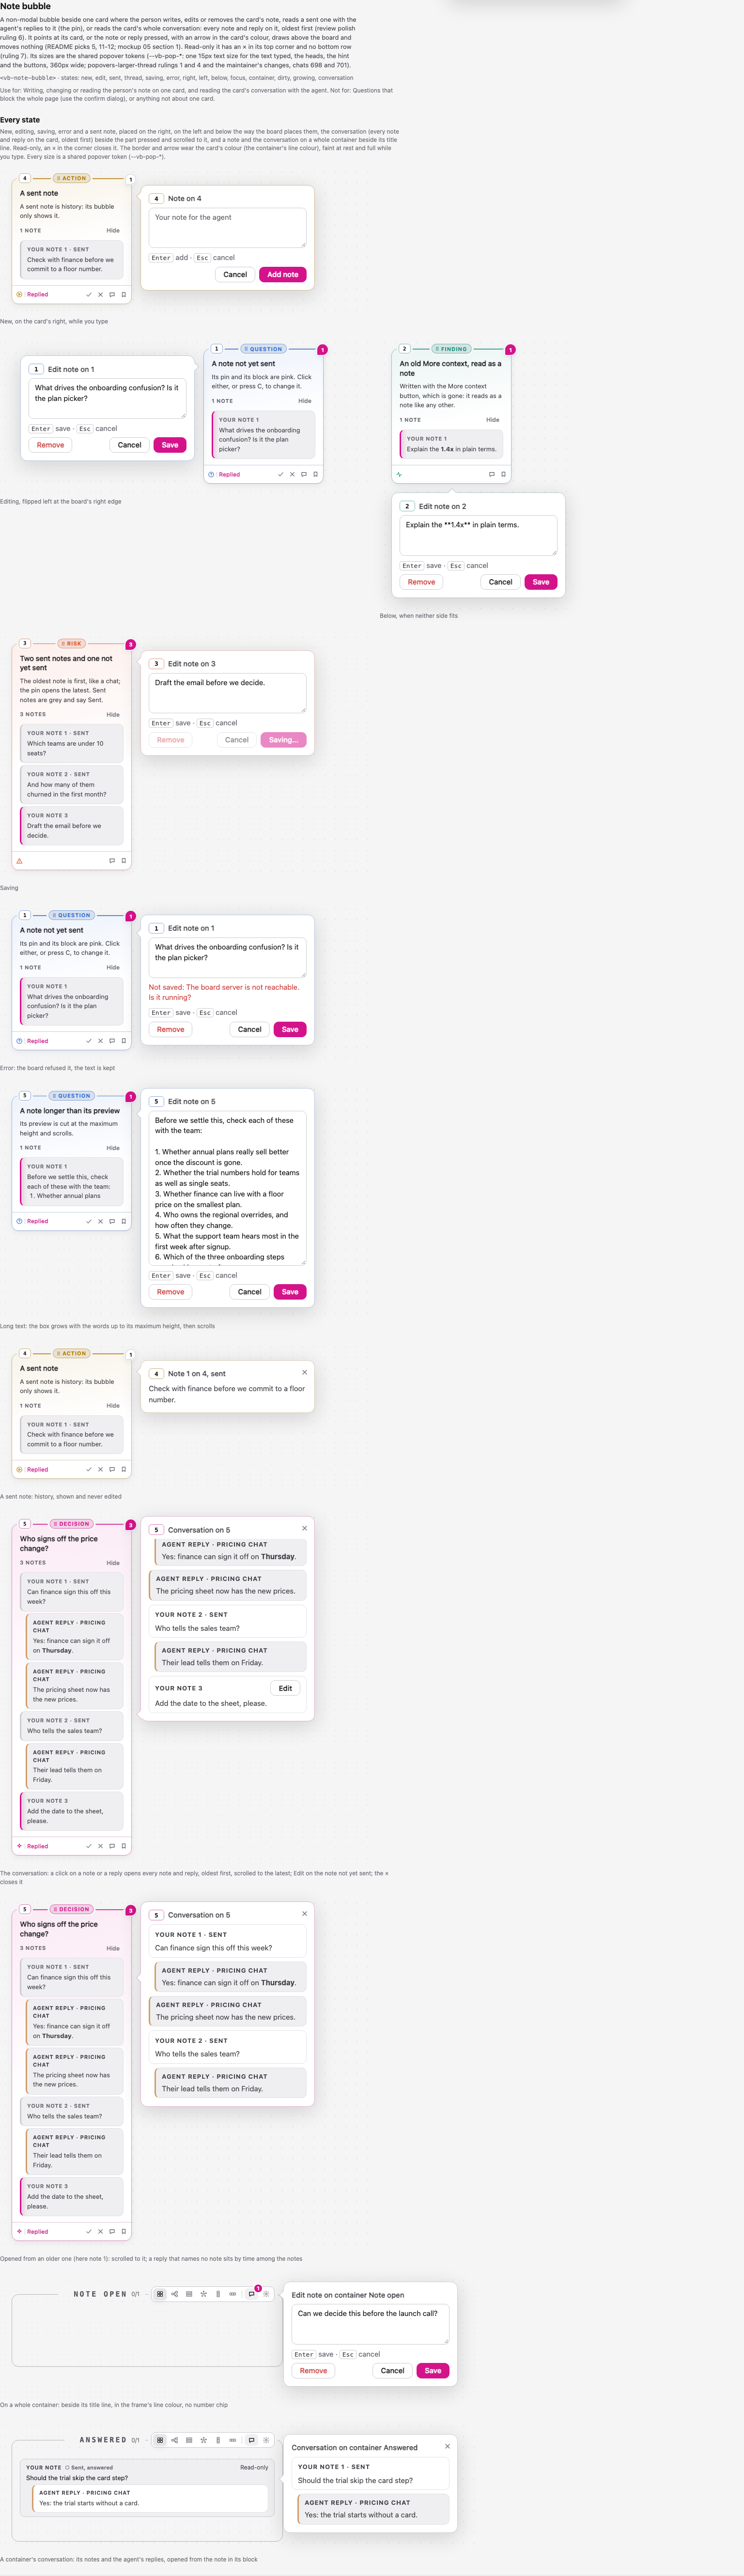 Note bubble
A non-modal bubble beside one card where the person writes, edits or removes the card's note, reads a sent one with the
agent's replies to it (the pin), or reads the card's whole conversation: every note and reply on it, oldest first (review polish
ruling 6). It points at its card, or the note or reply pressed, with an arrow in the card's colour, draws above the board and
moves nothing (README picks 5, 11-12; mockup 05 section 1). Read-only it has an × in its top corner and no bottom row
(ruling 7). Its sizes are the shared popover tokens (--vb-pop-*: one 15px text size for the text typed, the heads, the hint
and the buttons, 360px wide; popovers-larger-thread rulings 1 and 4 and the maintainer's changes, chats 698 and 701).
<vb-note-bubble> · states: new, edit, sent, thread, saving, error, right, left, below, focus, container, dirty, growing, conversation
Use for: Writing, changing or reading the person's note on one card, and reading the card's conversation with the agent. Not for: Questions that
block the whole page (use the confirm dialog), or anything not about one card.
Every state
New, editing, saving, error and a sent note, placed on the right, on the left and below the way the board places them, the conversation (every note
and reply on the card, oldest first) beside the part pressed and scrolled to it, and a note and the conversation on a whole container beside its title
line. Read-only, an × in the corner closes it. The border and arrow wear the card's colour (the container's line colour), faint at rest and full while
you type. Every size is a shared popover token (--vb-pop-*).
4 ACTION 1
A sent note
A sent note is history: its bubble
only shows it.
1 NOTE Hide
YOUR NOTE 1 · SENT
Check with finance before we
commit to a floor number.
Replied
4 Note on 4
Your note for the agent
Enter add · Esc cancel
Cancel Add note
New, on the card's right, while you type
1 Edit note on 1
What drives the onboarding confusion? Is it
the plan picker?
Enter save · Esc cancel
Remove Cancel Save
1 QUESTION 1
A note not yet sent
Its pin and its block are pink. Click
either, or press C, to change it.
1 NOTE Hide
YOUR NOTE 1
What drives the onboarding
confusion? Is it the plan
picker?
Replied
Editing, flipped left at the board's right edge
2 FINDING 1
An old More context, read as a
note
Written with the More context
button, which is gone: it reads as a
note like any other.
1 NOTE Hide
YOUR NOTE 1
Explain the 1.4x in plain terms.
2 Edit note on 2
Explain the **1.4x** in plain terms.
Enter save · Esc cancel
Remove Cancel Save
Below, when neither side fits
3 RISK 3
Two sent notes and one not
yet sent
The oldest note is first, like a chat;
the pin opens the latest. Sent
notes are grey and say Sent.
3 NOTES Hide
YOUR NOTE 1 · SENT
Which teams are under 10
seats?
YOUR NOTE 2 · SENT
And how many of them
churned in the first month?
YOUR NOTE 3
Draft the email before we
decide.
3 Edit note on 3
Draft the email before we decide.
Enter save · Esc cancel
Remove Cancel Saving…
Saving
1 QUESTION 1
A note not yet sent
Its pin and its block are pink. Click
either, or press C, to change it.
1 NOTE Hide
YOUR NOTE 1
What drives the onboarding
confusion? Is it the plan
picker?
Replied
1 Edit note on 1
What drives the onboarding confusion? Is it
the plan picker?
Not saved: The board server is not reachable.
Is it running?
Enter save · Esc cancel
Remove Cancel Save
Error: the board refused it, the text is kept
5 QUESTION 1
A note longer than its preview
Its preview is cut at the maximum
height and scrolls.
1 NOTE Hide
YOUR NOTE 1
Before we settle this, check
each of these with the team:
1. Whether annual plans
Replied
5 Edit note on 5
Before we settle this, check each of these
with the team:
1. Whether annual plans really sell better
once the discount is gone.
2. Whether the trial numbers hold for teams
as well as single seats.
3. Whether finance can live with a floor
price on the smallest plan.
4. Who owns the regional overrides, and
how often they change.
5. What the support team hears most in the
first week after signup.
6. Which of the three onboarding steps
Enter save · Esc cancel
Remove Cancel Save
Long text: the box grows with the words up to its maximum height, then scrolls
4 ACTION 1
A sent note
A sent note is history: its bubble
only shows it.
1 NOTE Hide
YOUR NOTE 1 · SENT
Check with finance before we
commit to a floor number.
Replied
4 Note 1 on 4, sent ×
Check with finance before we commit to a floor
number.
A sent note: history, shown and never edited
5 DECISION 3
Who signs off the price
change?
3 NOTES Hide
YOUR NOTE 1 · SENT
Can finance sign this off this
week?
AGENT REPLY · PRICING
CHAT
Yes: finance can sign it off
on Thursday.
AGENT REPLY · PRICING
CHAT
The pricing sheet now has
the new prices.
YOUR NOTE 2 · SENT
Who tells the sales team?
AGENT REPLY · PRICING
CHAT
Their lead tells them on
Friday.
YOUR NOTE 3
Add the date to the sheet,
please.
Replied
5 Conversation on 5 ×
AGENT REPLY · PRICING CHAT
Yes: finance can sign it off on Thursday.
AGENT REPLY · PRICING CHAT
The pricing sheet now has the new prices.
YOUR NOTE 2 · SENT
Who tells the sales team?
AGENT REPLY · PRICING CHAT
Their lead tells them on Friday.
YOUR NOTE 3 Edit
Add the date to the sheet, please.
The conversation: a click on a note or a reply opens every note and reply, oldest first, scrolled to the latest; Edit on the note not yet sent; the ×
closes it
5 DECISION 3
Who signs off the price
change?
3 NOTES Hide
YOUR NOTE 1 · SENT
Can finance sign this off this
week?
AGENT REPLY · PRICING
CHAT
Yes: finance can sign it off
on Thursday.
AGENT REPLY · PRICING
CHAT
The pricing sheet now has
the new prices.
YOUR NOTE 2 · SENT
Who tells the sales team?
AGENT REPLY · PRICING
CHAT
Their lead tells them on
Friday.
YOUR NOTE 3
Add the date to the sheet,
please.
Replied
5 Conversation on 5 ×
YOUR NOTE 1 · SENT
Can finance sign this off this week?
AGENT REPLY · PRICING CHAT
Yes: finance can sign it off on Thursday.
AGENT REPLY · PRICING CHAT
The pricing sheet now has the new prices.
YOUR NOTE 2 · SENT
Who tells the sales team?
AGENT REPLY · PRICING CHAT
Their lead tells them on Friday.
Opened from an older one (here note 1): scrolled to it; a reply that names no note sits by time among the notes
NOTE OPEN 0/1 1
Edit note on container Note open
Can we decide this before the launch call?
Enter save · Esc cancel
Remove Cancel Save
On a whole container: beside its title line, in the frame's line colour, no number chip
ANSWERED 0/1
YOUR NOTE Sent, answered Read-only
Should the trial skip the card step?
AGENT REPLY · PRICING CHAT
Yes: the trial starts without a card.
Conversation on container Answered ×
YOUR NOTE 1 · SENT
Should the trial skip the card step?
AGENT REPLY · PRICING CHAT
Yes: the trial starts without a card.
A container's conversation: its notes and the agent's replies, opened from the note in its block